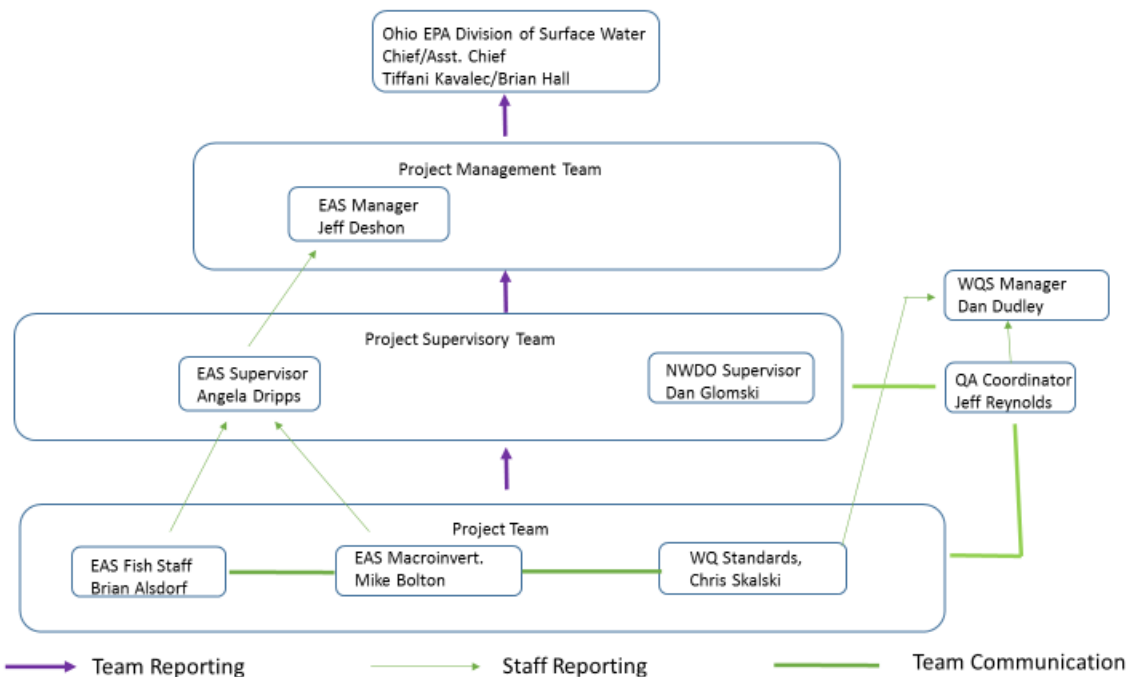 Ohio EPA Division of Surface Water
Chief/Asst. Chief
Tiffani Kavalec/Brian Hall
Project Management Team
EAS Manager
Jeff Deshon
WQS Manager
Dan Dudley
Project Supervisory Team
EAS Supervisor
Angela Dripps
NWDO Supervisor
Dan Glomski
QA Coordinator
Jeff Reynolds
Project Team
EAS Fish Staff
Brian Alsdorf
EAS Macroinvert.
Mike Bolton
WQ Standards,
Chris Skalski
Team Reporting
Staff Reporting
Team Communication